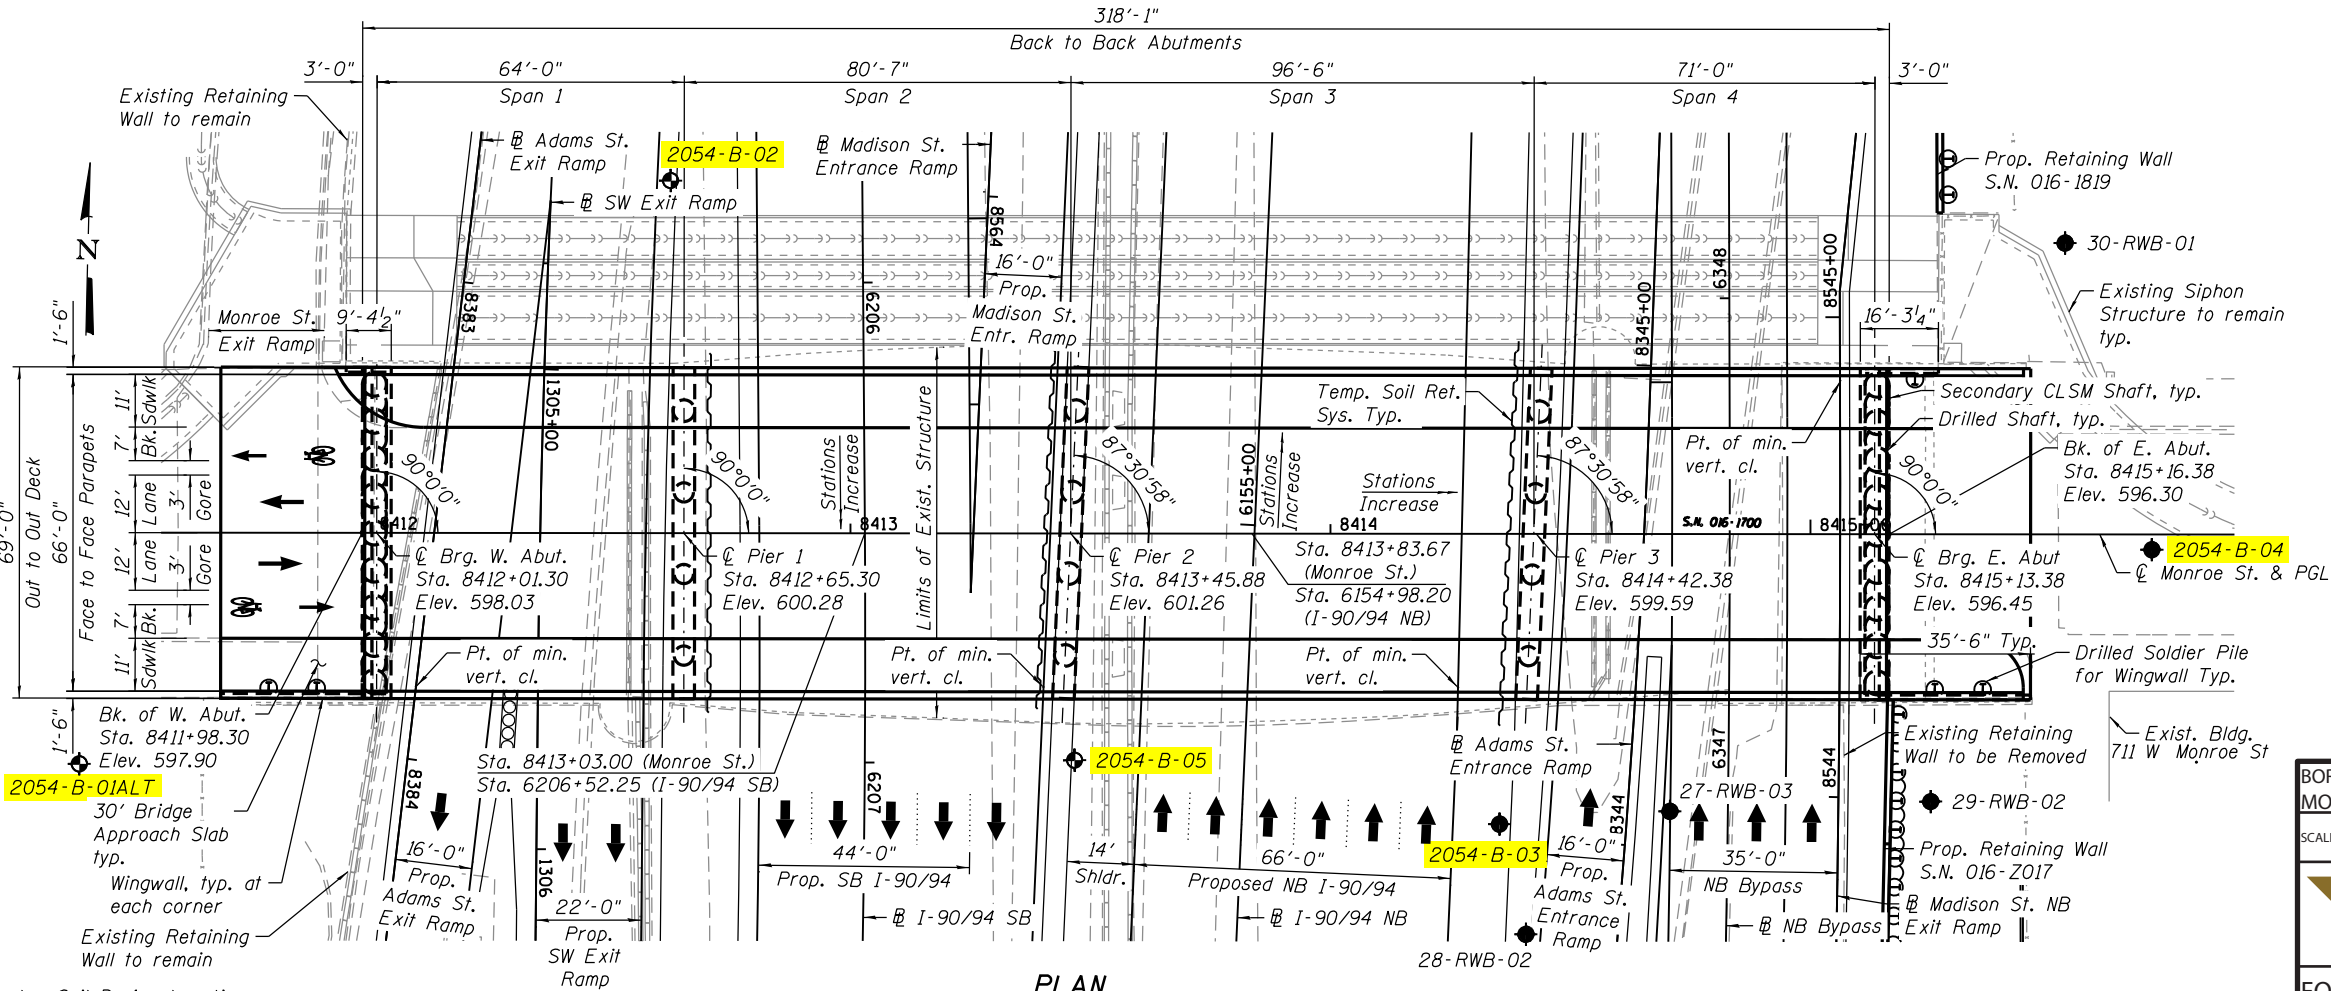 318'-1"
Back to Back Abutments
3'-0"
64'-0"
80'-7"
96'-6"
71'-0"
3'-0"
Span 1
Span 2
Span 3
Span 4
Existing Retaining
Wall to remain
℄ Adams St.
Exit Ramp
2054-B-02
℄ SW Exit Ramp
℄ Madison St.
Entrance Ramp
Prop. Retaining Wall
S.N. 016-1819
30-RWB-01
Existing Siphon
Structure to remain
typ.
N
Monroe St.
Exit Ramp
9'-4½"
1'-6"
8383
6206
8564
16'-0"
Prop.
Madison St.
Entr. Ramp
6348
8345+00
8545+00
16'-3¼"
69'-0"
Out to Out Deck
66'-0"
Face to Face Parapets
11'
Sdwlk
7'
Bk.
12'
Lane
3'
Gore
12'
Lane
3'
Gore
7'
Bk.
11'
Sdwlk
1'-6"
1305+00
Limits of Exist. Structure
Temp. Soil Ret.
Sys. Typ.
Secondary CLSM Shaft, typ.
Drilled Shaft, typ.
Pt. of min.
vert. cl.
Bk. of E. Abut.
Sta. 8415+16.38
Elev. 596.30
90°0'0"
90°0'0"
87°30'58"
87°30'58"
90°0'0"
Stations
Increase
6155+00
Stations
Increase
Stations
Increase
8412
8413
8414
S.N. 016-1700
8415+00
2054-B-04
℄ Monroe St. & PGL
℄ Brg. W. Abut.
Sta. 8412+01.30
Elev. 598.03
℄ Pier 1
Sta. 8412+65.30
Elev. 600.28
℄ Pier 2
Sta. 8413+45.88
Elev. 601.26
Sta. 8413+83.67
(Monroe St.)
Sta. 6154+98.20
(I-90/94 NB)
℄ Pier 3
Sta. 8414+42.38
Elev. 599.59
℄ Brg. E. Abut
Sta. 8415+13.38
Elev. 596.45
35'-6" Typ.
Pt. of min.
vert. cl.
Pt. of min.
vert. cl.
Pt. of min.
vert. cl.
Drilled Soldier Pile
for Wingwall Typ.
Bk. of W. Abut.
Sta. 8411+98.30
Elev. 597.90
2054-B-01ALT
30' Bridge
Approach Slab
typ.
Wingwall, typ. at
each corner
Existing Retaining
Wall to remain
Sta. 8413+03.00 (Monroe St.)
Sta. 6206+52.25 (I-90/94 SB)
8384
1306
6207
2054-B-05
℄ Adams St.
Entrance Ramp
27-RWB-03
6347
8344
8544
Existing Retaining
Wall to be Removed
Exist. Bldg.
711 W Monroe St
29-RWB-02
Prop. Retaining Wall
S.N. 016-Z017
℄ Madison St. NB
Exit Ramp
2054-B-03
16'-0"
Prop.
Adams St.
Exit Ramp
22'-0"
Prop.
SW Exit
Ramp
44'-0"
Prop. SB I-90/94
℄ I-90/94 SB
14'
Shldr.
66'-0"
Proposed NB I-90/94
℄ I-90/94 NB
16'-0"
Prop.
Adams St.
Entrance
Ramp
35'-0"
NB Bypass
℄ NB Bypass
28-RWB-02
PLAN
BOR
MO
SCAL